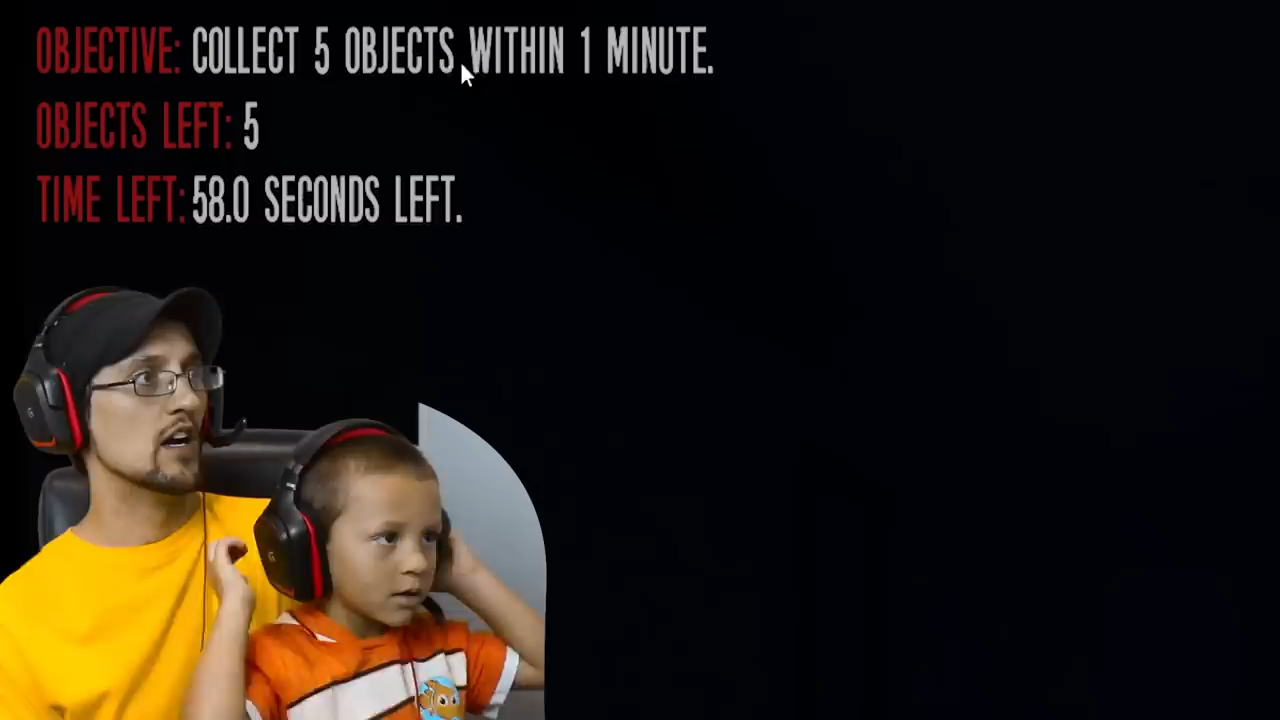 OBJECTIVE: COLLECT 5 OBJECTS WITHIN 1 MINUTE.
OBJECTS LEFT: 5
TIME LEFT: 58.0 SECONDS LEFT.